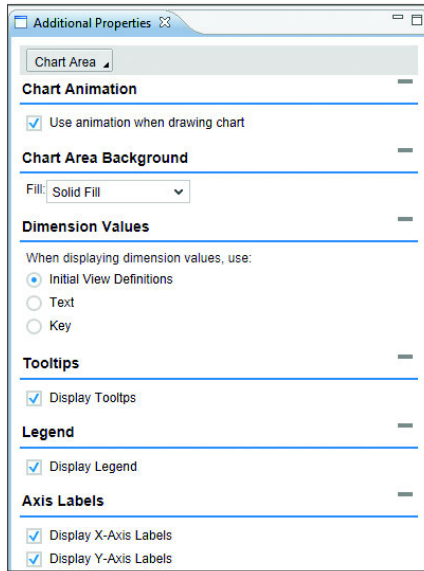 Additional Properties
Chart Area
Chart Animation
Use animation when drawing chart
Chart Area Background
Fill: Solid Fill
Dimension Values
When displaying dimension values, use:
Initial View Definitions
Text
Key
Tooltips
Display Tooltps
Legend
Display Legend
Axis Labels
Display X-Axis Labels
Display Y-Axis Labels